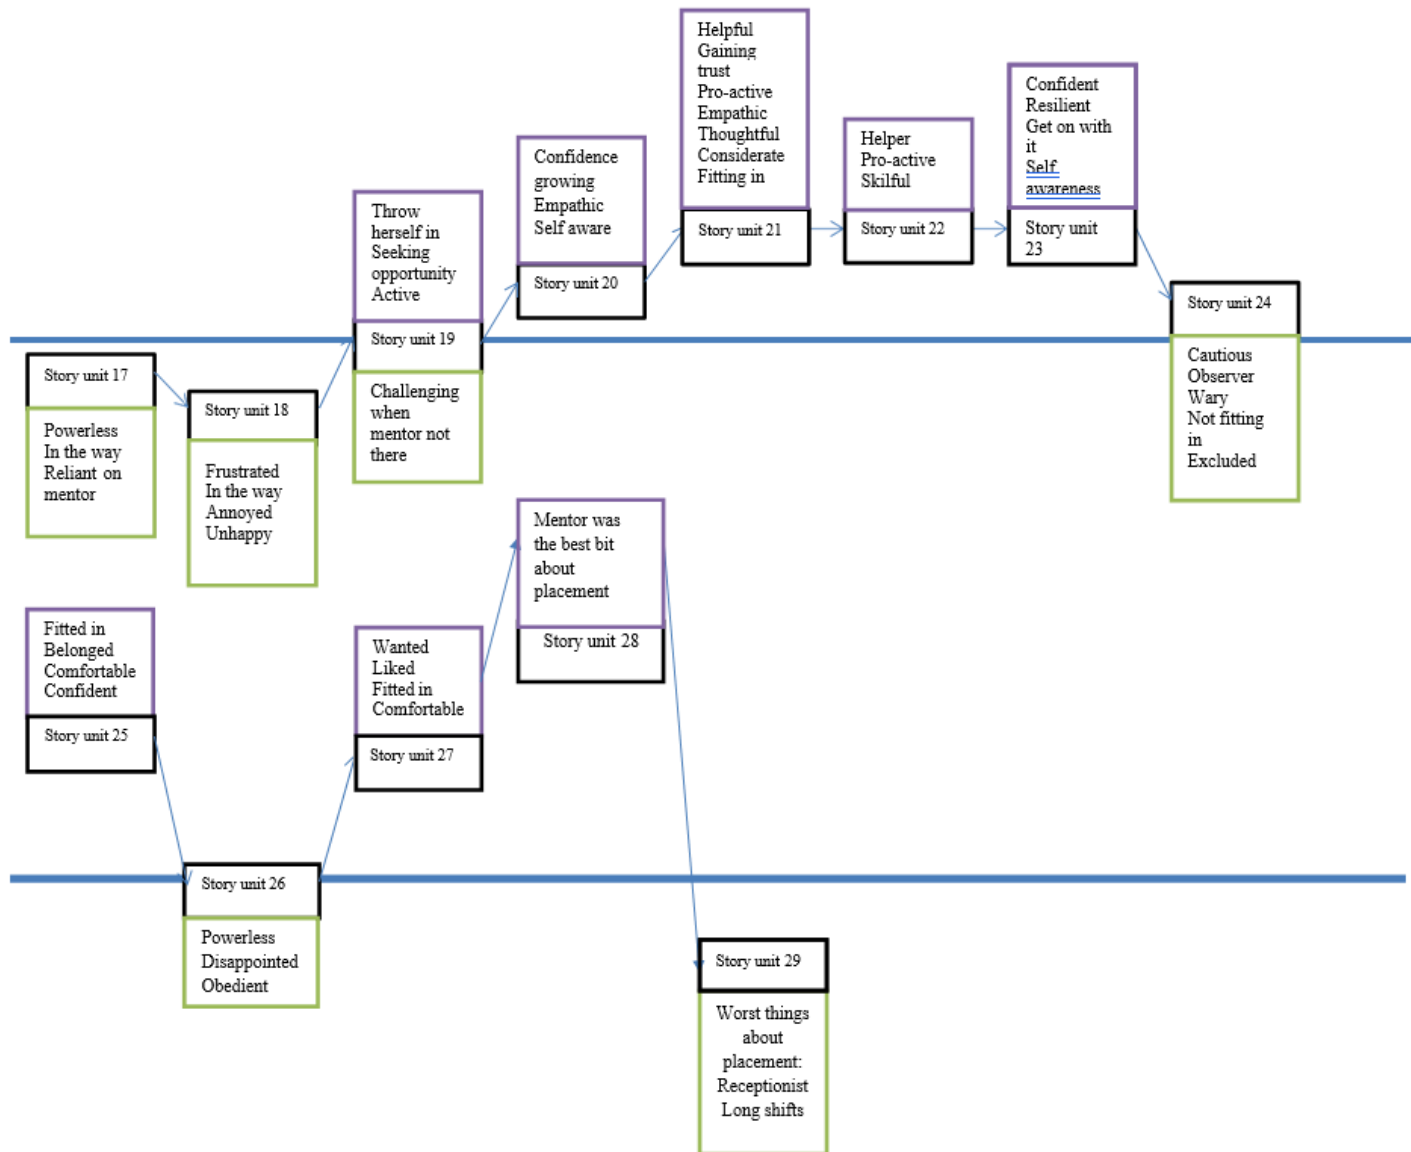 Helpful
Gaining
trust
Pro-active
Empathic
Thoughtful
Considerate
Fitting in
Story unit 21
Confident
Resilient
Get on with
it
Self
awareness
Story unit
23
Helper
Pro-active
Skilful
Story unit 22
Confidence
growing
Empathic
Self aware
Story unit 20
Throw
herself in
Seeking
opportunity
Active
Story unit 19
Challenging
when
mentor not
there
Story unit 24
Cautious
Observer
Wary
Not fitting
in
Excluded
Story unit 17
Powerless
In the way
Reliant on
mentor
Story unit 18
Frustrated
In the way
Annoyed
Unhappy
Mentor was
the best bit
about
placement
Story unit 28
Fitted in
Belonged
Comfortable
Confident
Story unit 25
Wanted
Liked
Fitted in
Comfortable
Story unit 27
Story unit 26
Powerless
Disappointed
Obedient
Story unit 29
Worst things
about
placement:
Receptionist
Long shifts